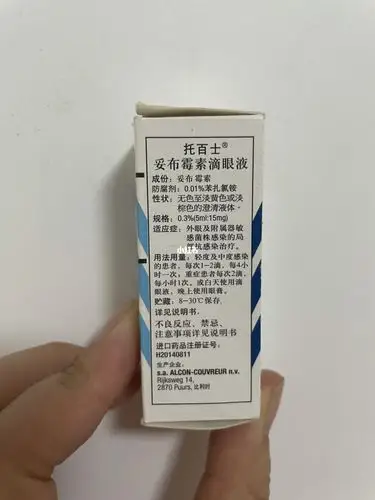 托百士®
妥布霉素滴眼液
成份：妥布霉素
防腐剂：0.01%苯扎氯铵
性状：无色至淡黄色或淡
棕色的澄清液体。
规格：0.3%(5ml:15mg)
适应症：外眼及附属器敏
感菌株感染的局
部抗感染治疗。
用法用量：轻度及中度感染
的患者，每次1－2滴，每4小
时一次；重症患者每次2滴，
每小时1次。或白天使用滴
眼液，晚上使用眼膏。
贮藏：8－30℃保存。
详见说明书
不良反应、禁忌、
注意事项详见说明书
进口药品注册证号：
H20140811
生产企业：
s.a. ALCON-COUVREUR n.v.
Rijksweg 14,
2870 Puurs, 比利时